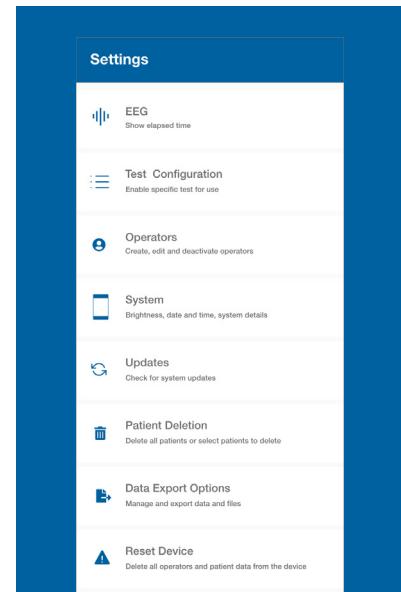 Settings
EEG
Show elapsed time
Test Configuration
Enable specific test for use
Operators
Create, edit and deactivate operators
System
Brightness, date and time, system details
Updates
Check for system updates
Patient Deletion
Delete all patients or select patients to delete
Data Export Options
Manage and export data and files
Reset Device
Delete all operators and patient data from the device